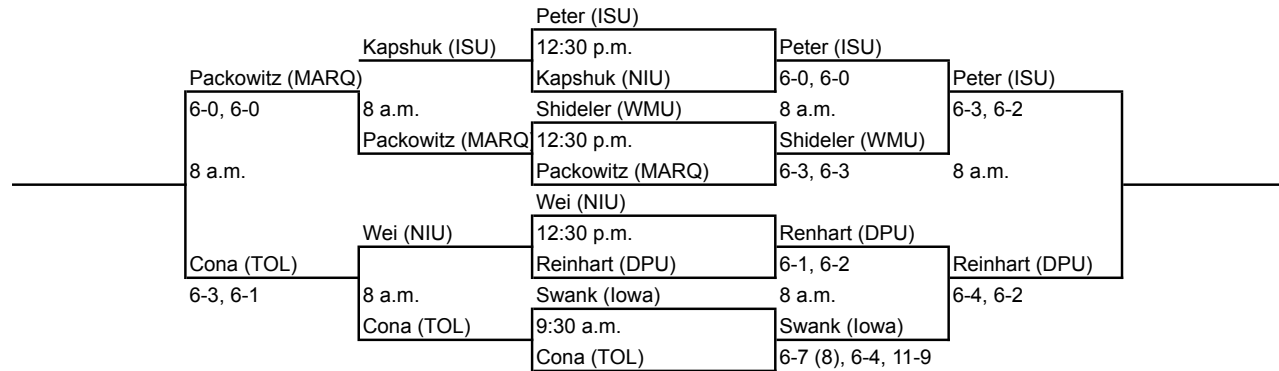 Peter (ISU)
Kapshuk (ISU)
12:30 p.m.
Peter (ISU)
Packowitz (MARQ)
Kapshuk (NIU)
6-0, 6-0
Peter (ISU)
6-0, 6-0
8 a.m.
Shideler (WMU)
8 a.m.
6-3, 6-2
Packowitz (MARQ
12:30 p.m.
Shideler (WMU)
8 a.m.
Packowitz (MARQ)
6-3, 6-3
8 a.m.
Wei (NIU)
Wei (NIU)
12:30 p.m.
Renhart (DPU)
Cona (TOL)
Reinhart (DPU)
6-1, 6-2
Reinhart (DPU)
6-3, 6-1
8 a.m.
Swank (Iowa)
8 a.m.
6-4, 6-2
Cona (TOL)
9:30 a.m.
Swank (Iowa)
Cona (TOL)
6-7 (8), 6-4, 11-9